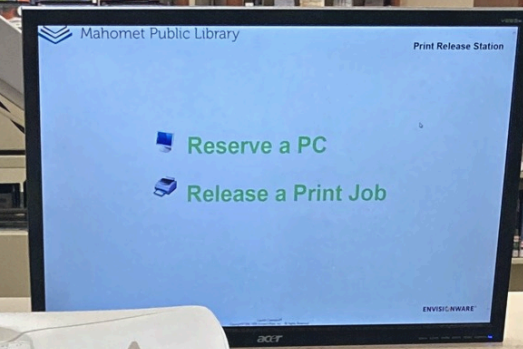 Mahomet Public Library
Print Release Station
Reserve a PC
Release a Print Job
ENVISIONWARE
acer